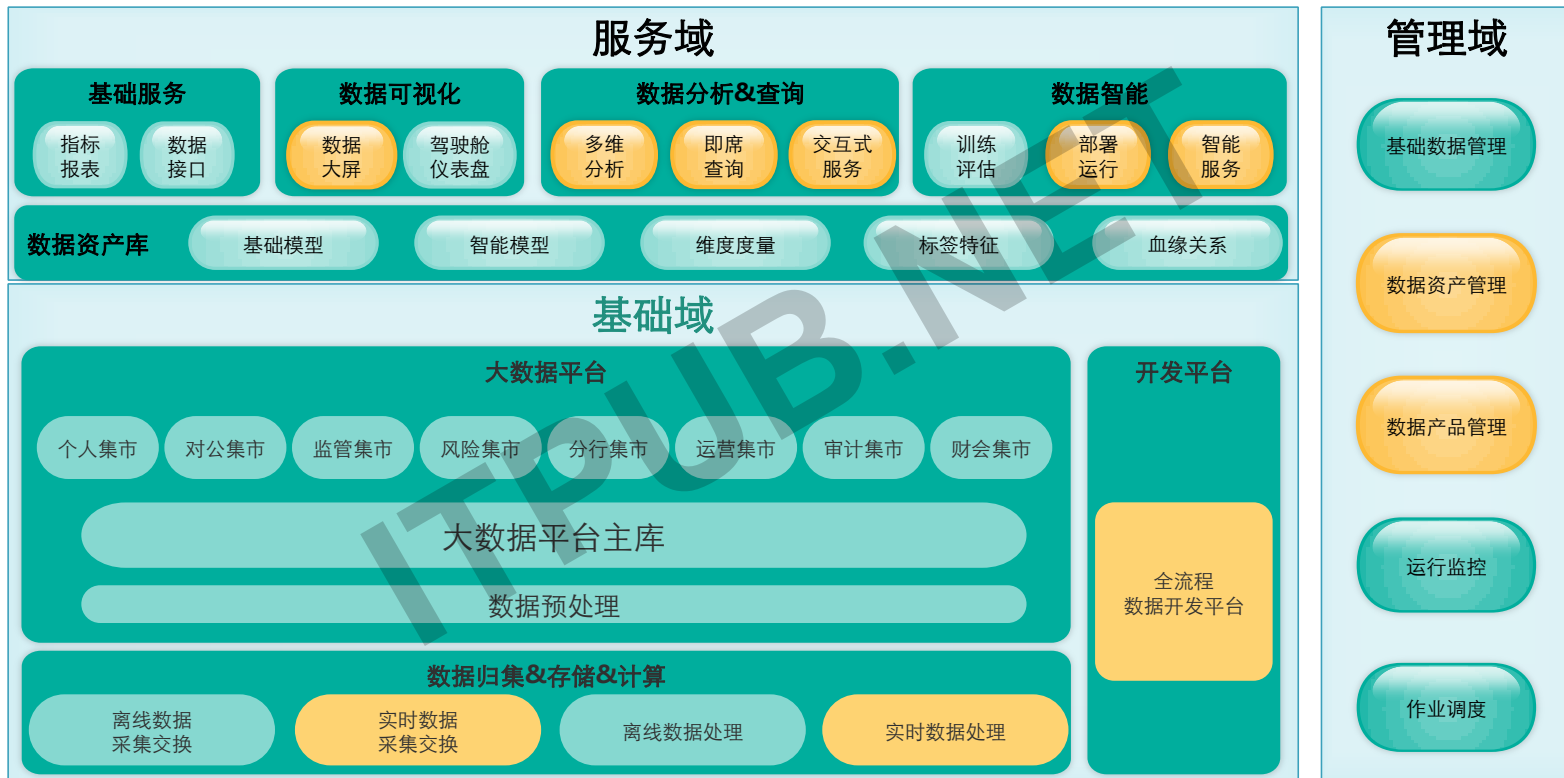 服务域
基础服务
指标
报表
数据
接口
数据可视化
数据
大屏
驾驶舱
仪表盘
数据分析&查询
多维
分析
即席
查询
交互式
服务
数据智能
训练
评估
部署
运行
智能
服务
数据资产库
基础模型
智能模型
维度度量
标签特征
血缘关系
基础域
大数据平台
个人集市
对公集市
监管集市
风险集市
分行集市
运营集市
审计集市
财会集市
大数据平台主库
数据预处理
数据归集&存储&计算
离线数据
采集交换
实时数据
采集交换
离线数据处理
实时数据处理
开发平台
全流程
数据开发平台
管理域
基础数据管理
数据资产管理
数据产品管理
运行监控
作业调度
ITPUB.NET